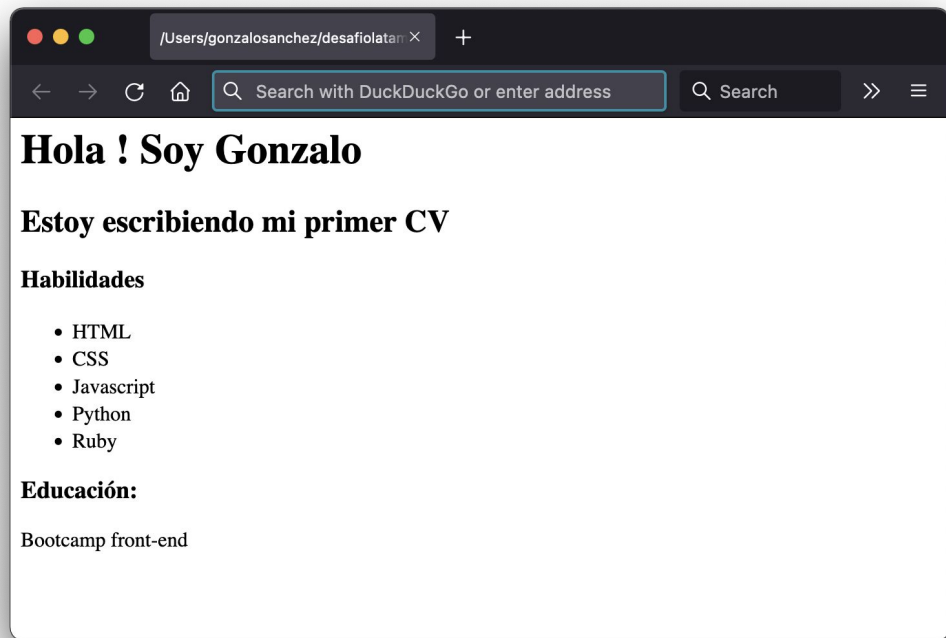 /Users/gonzalosanchez/desafiolatam
Search with DuckDuckGo or enter address
Search
Hola ! Soy Gonzalo
Estoy escribiendo mi primer CV
Habilidades
HTML
CSS
Javascript
Python
Ruby
Educación:
Bootcamp front-end